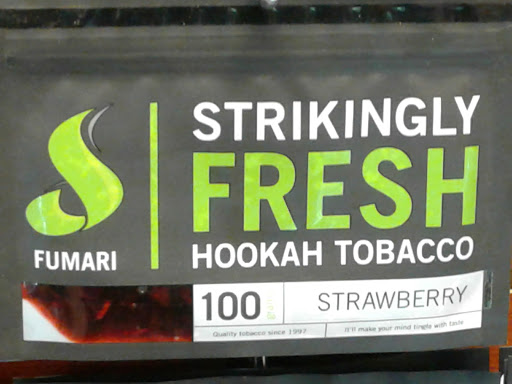 STRIKINGLY
FRESH
HOOKAH TOBACCO
FUMARI
100 grams
STRAWBERRY
Quality tobacco since 1997
It'll make your mind tingle with taste